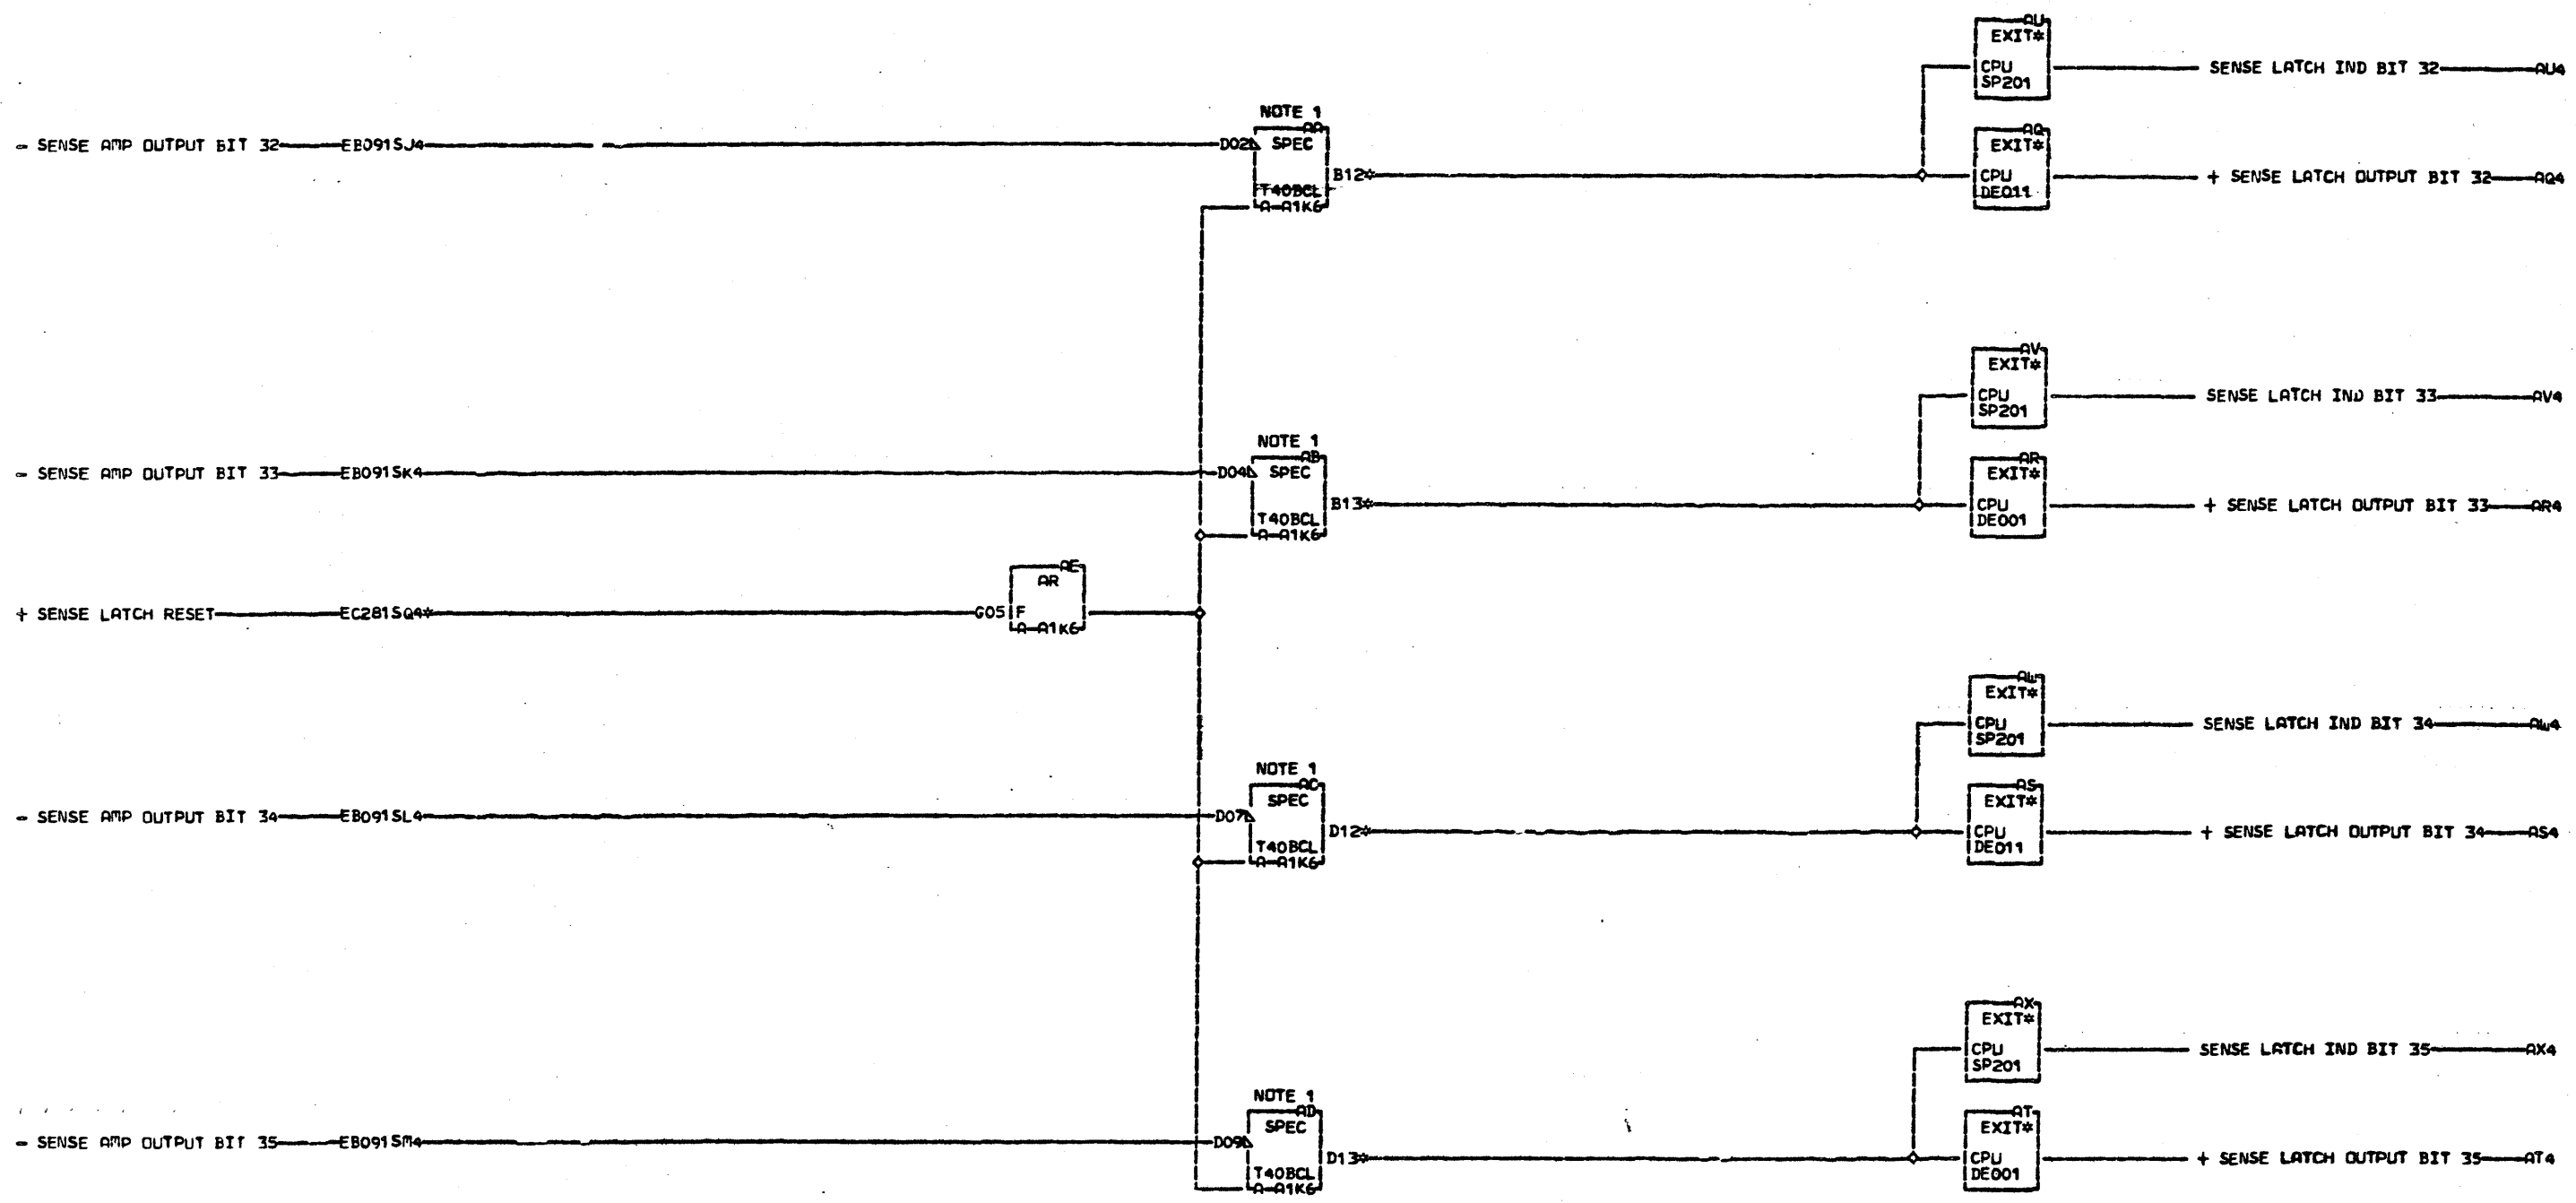 AU
EXIT*
CPU
SP201
SENSE LATCH IND BIT 32 AU4
NOTE 1
AA
- SENSE AMP OUTPUT BIT 32 EB091SJ4 D02 SPEC
B12*
T40BCL
A-A1K6
AQ
EXIT*
CPU
DE011
+ SENSE LATCH OUTPUT BIT 32 AQ4
AV
EXIT*
CPU
SP201
SENSE LATCH IND BIT 33 AV4
NOTE 1
AB
- SENSE AMP OUTPUT BIT 33 EB091SK4 D04 SPEC
B13*
T40BCL
A-A1K6
AR
EXIT*
CPU
DE001
+ SENSE LATCH OUTPUT BIT 33 AR4
AE
AR
+ SENSE LATCH RESET EC281SQ4* G05 F
A-A1K6
AW
EXIT*
CPU
SP201
SENSE LATCH IND BIT 34 AW4
NOTE 1
AC
SPEC
- SENSE AMP OUTPUT BIT 34 EB091SL4 D07
D12*
T40BCL
A-A1K6
AS
EXIT*
CPU
DE011
+ SENSE LATCH OUTPUT BIT 34 AS4
AX
EXIT*
CPU
SP201
SENSE LATCH IND BIT 35 AX4
NOTE 1
AD
SPEC
- SENSE AMP OUTPUT BIT 35 EB091SM4 D09
D13*
T40BCL
A-A1K6
AT
EXIT*
CPU
DE001
+ SENSE LATCH OUTPUT BIT 35 AT4